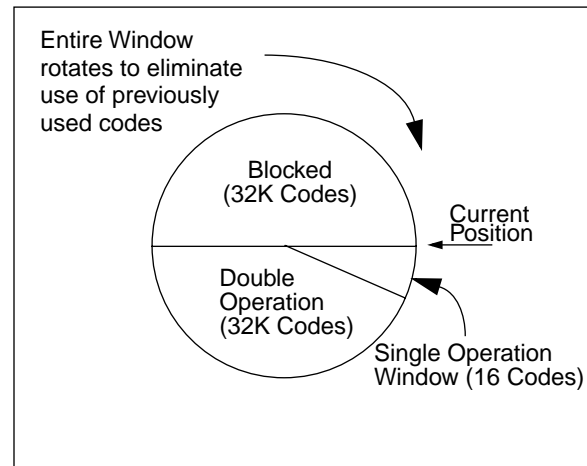 Entire Window
rotates to eliminate
use of previously
used codes
Blocked
(32K Codes)
Current
Position
Double
Operation
(32K Codes)
Single Operation
Window (16 Codes)